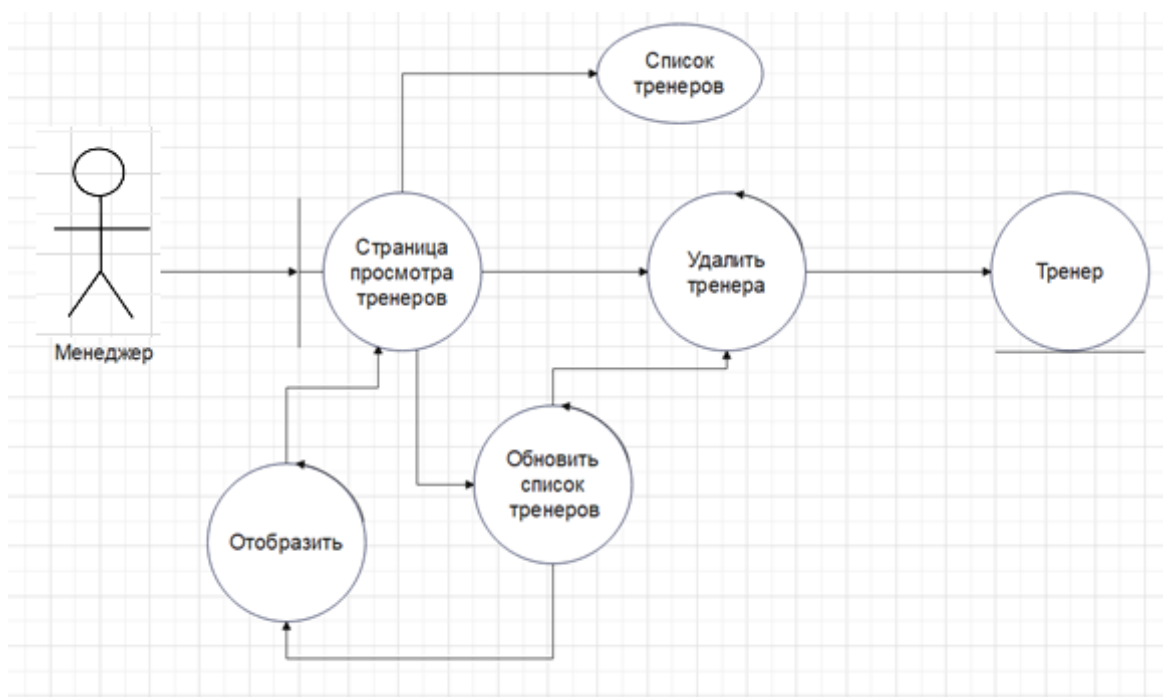 Список
тренеров
Менеджер
Страница
просмотра
тренеров
Удалить
тренера
Тренер
Обновить
список
тренеров
Отобразить